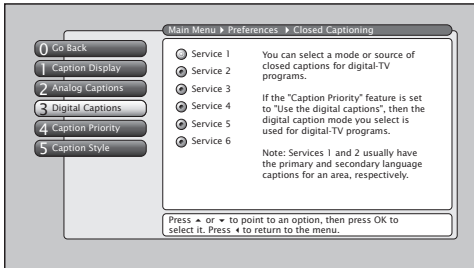 Main Menu ▸ Preferences ▸ Closed Captioning
0 Go Back
1 Caption Display
2 Analog Captions
3 Digital Captions
4 Caption Priority
5 Caption Style
Service 1
Service 2
Service 3
Service 4
Service 5
Service 6
You can select a mode or source of
closed captions for digital-TV
programs.
If the "Caption Priority" feature is set
to "Use the digital captions", then the
digital caption mode you select is
used for digital-TV programs.
Note: Services 1 and 2 usually have
the primary and secondary language
captions for an area, respectively.
Press ▴ or ▾ to point to an option, then press OK to
select it. Press ◂ to return to the menu.